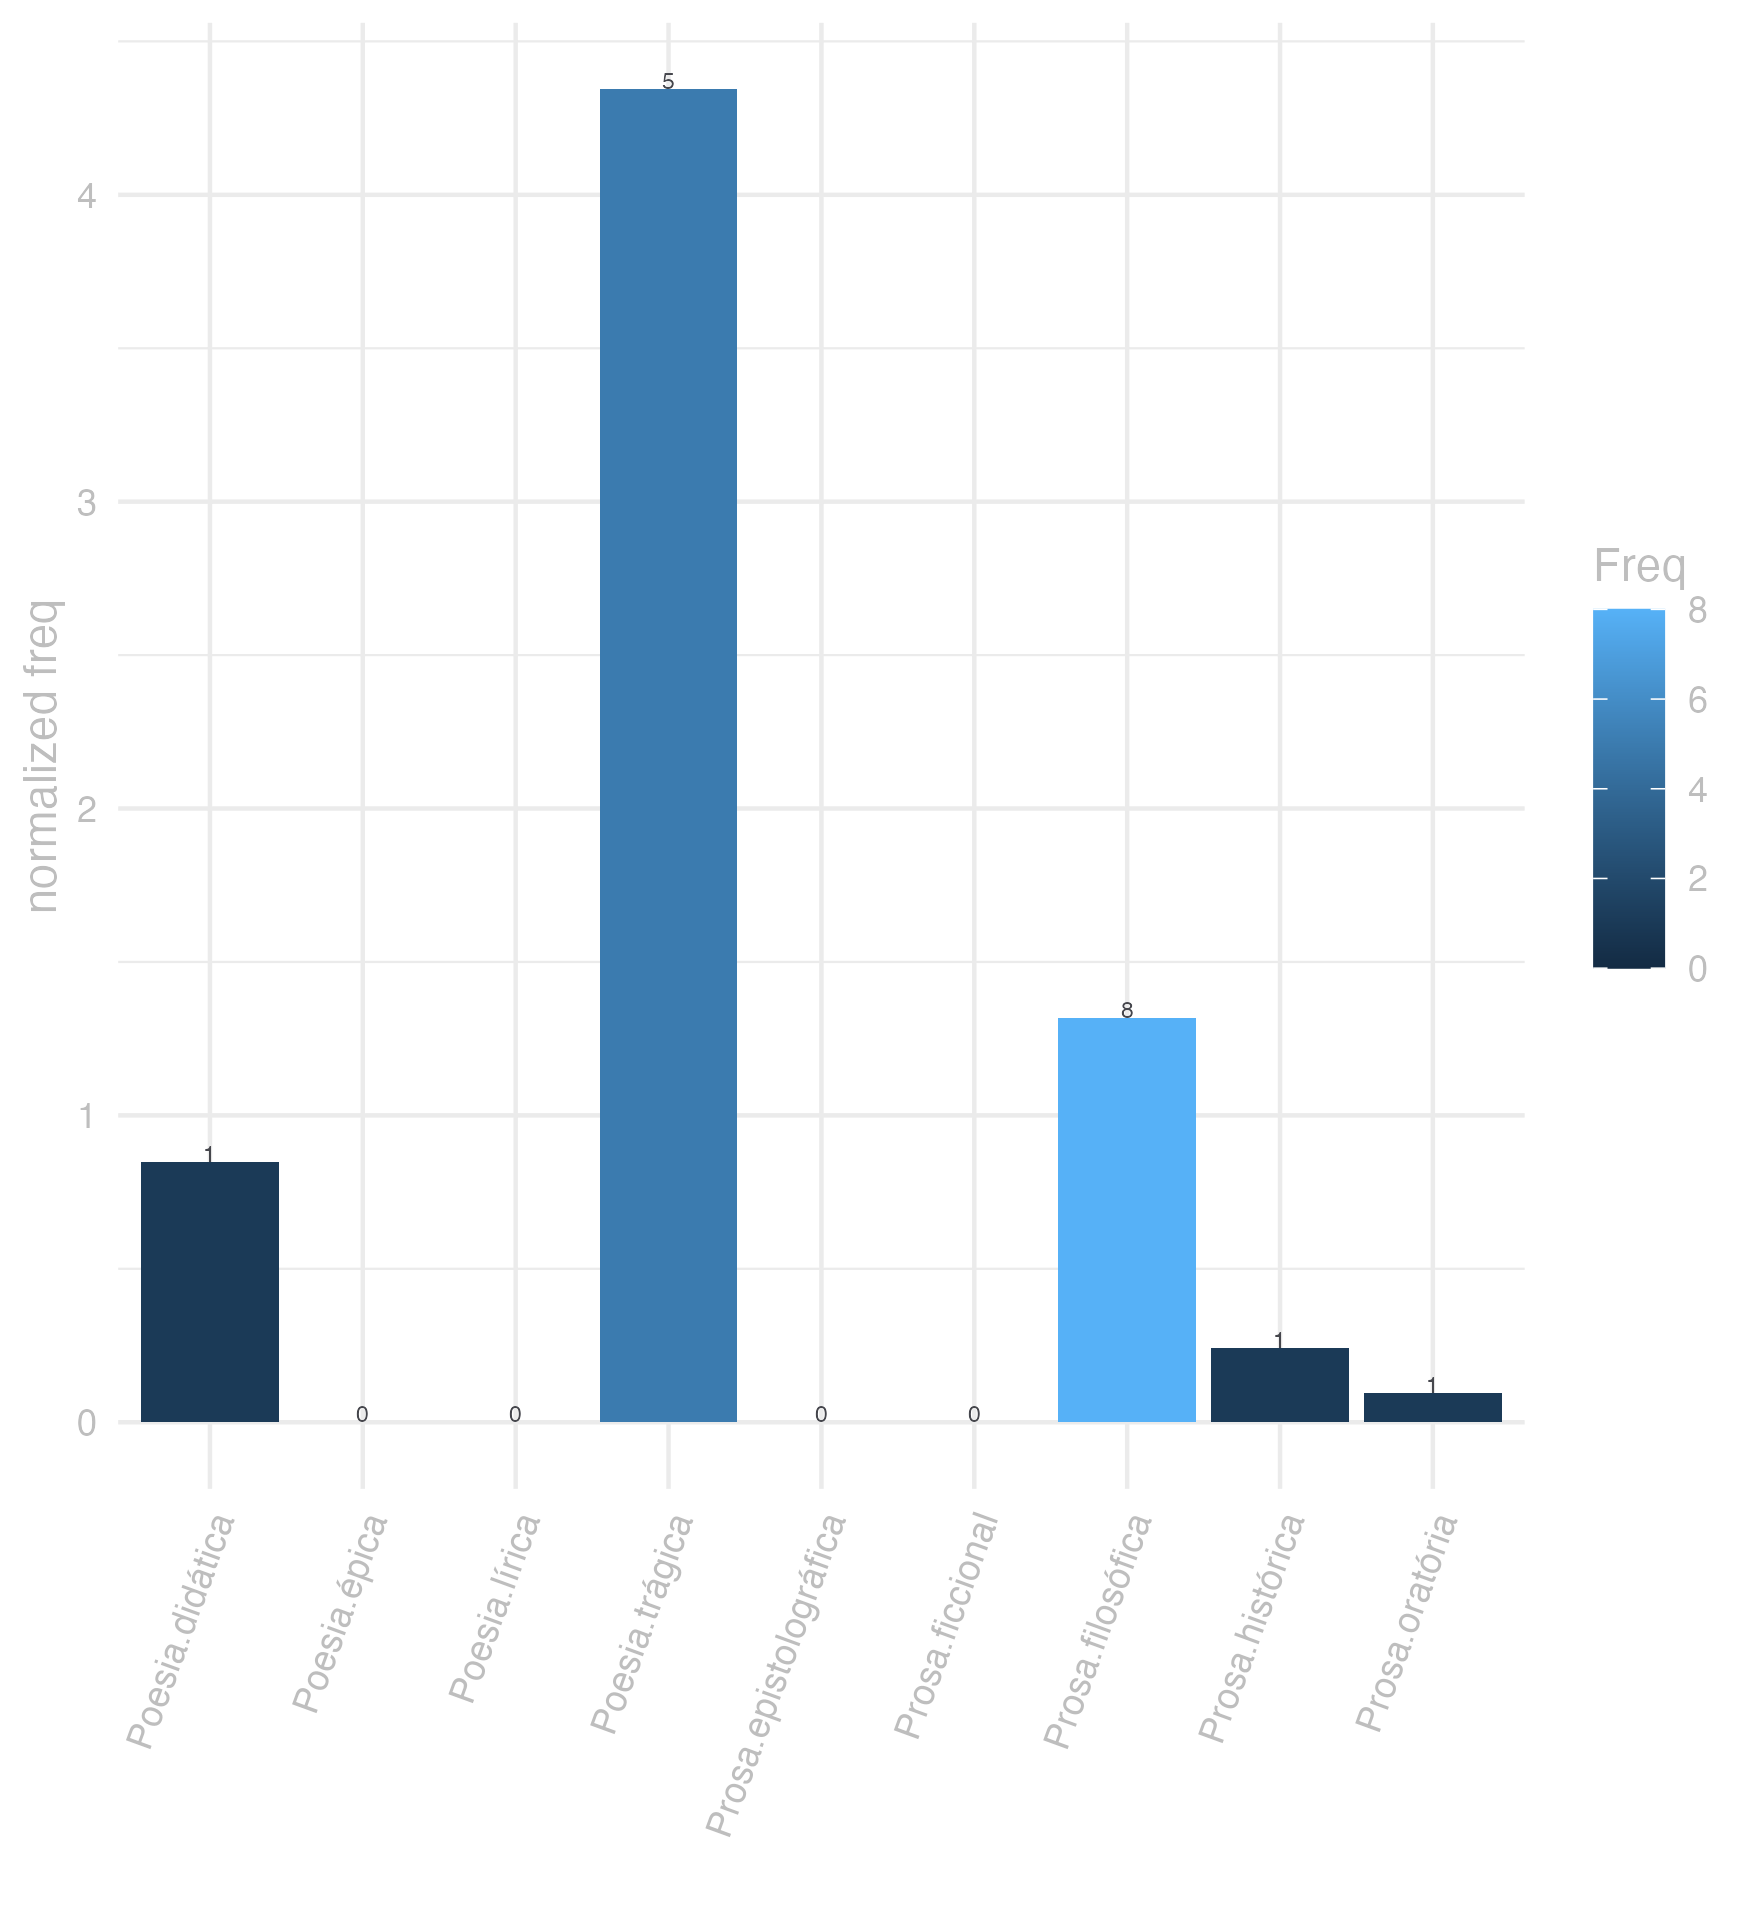 normalized freq
4
3
2
1
0
1
0
0
5
0
0
8
1
1
Poesia.didática
Poesia.épica
Poesia.lírica
Poesia.trágica
Prosa.epistolográfica
Prosa.ficcional
Prosa.filosófica
Prosa.histórica
Prosa.oratória
Freq
8
6
4
2
0